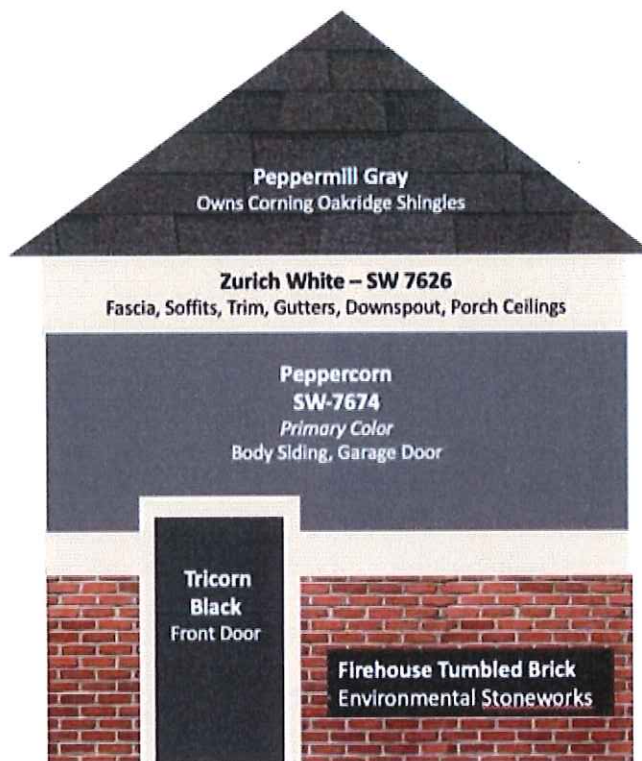 Peppermill Gray
Owns Corning Oakridge Shingles
Zurich White – SW 7626
Fascia, Soffits, Trim, Gutters, Downspout, Porch Ceilings
Peppercorn
SW-7674
Primary Color
Body Siding, Garage Door
Tricorn
Black
Front Door
Firehouse Tumbled Brick
Environmental Stoneworks